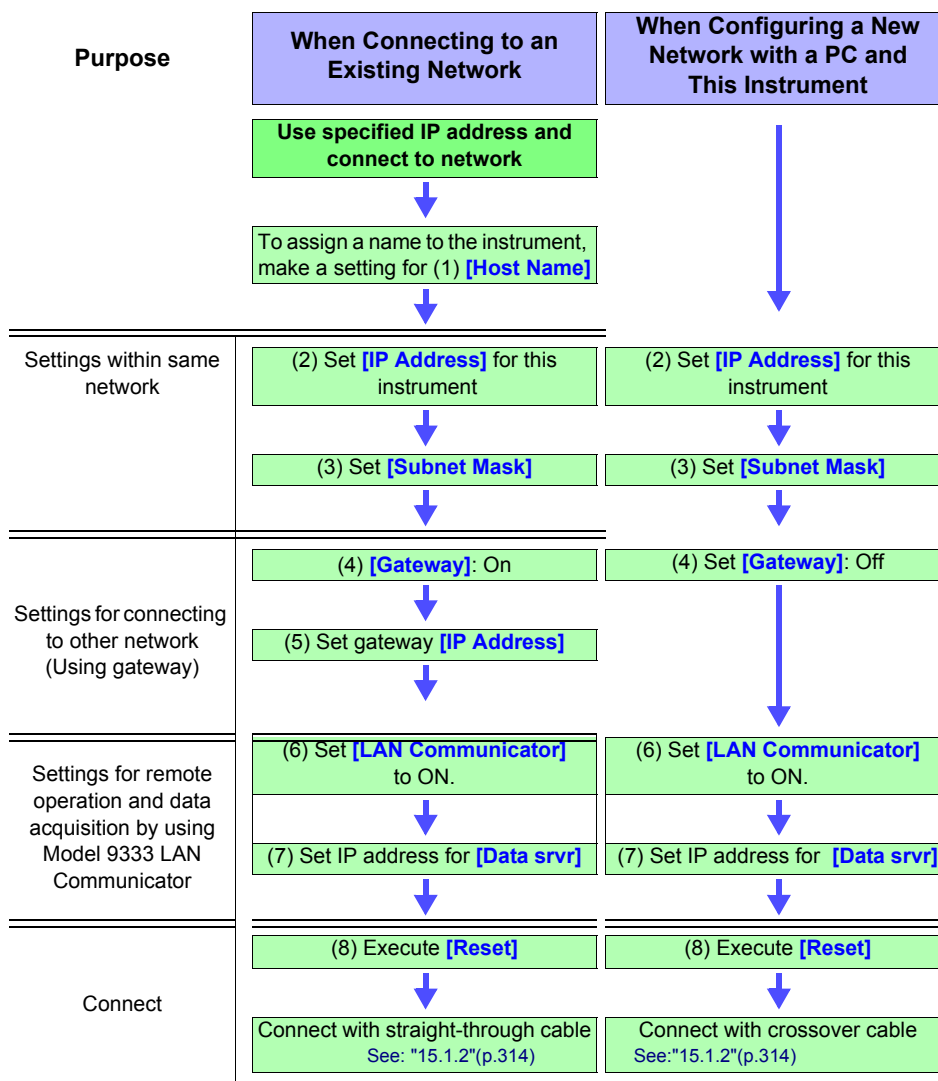 Purpose
When Connecting to an
Existing Network
When Configuring a New
Network with a PC and
This Instrument
Use specified IP address and
connect to network
To assign a name to the instrument,
make a setting for (1) [Host Name]
Settings within same
network
(2) Set [IP Address] for this
instrument
(2) Set [IP Address] for this
instrument
(3) Set [Subnet Mask]
(3) Set [Subnet Mask]
Settings for connecting
to other network
(Using gateway)
(4) [Gateway]: On
(4) Set [Gateway]: Off
(5) Set gateway [IP Address]
Settings for remote
operation and data
acquisition by using
Model 9333 LAN
Communicator
(6) Set [LAN Communicator]
to ON.
(6) Set [LAN Communicator]
to ON.
(7) Set IP address for [Data srvr]
(7) Set IP address for [Data srvr]
Connect
(8) Execute [Reset]
(8) Execute [Reset]
Connect with straight-through cable
See: "15.1.2"(p.314)
Connect with crossover cable
See:"15.1.2"(p.314)